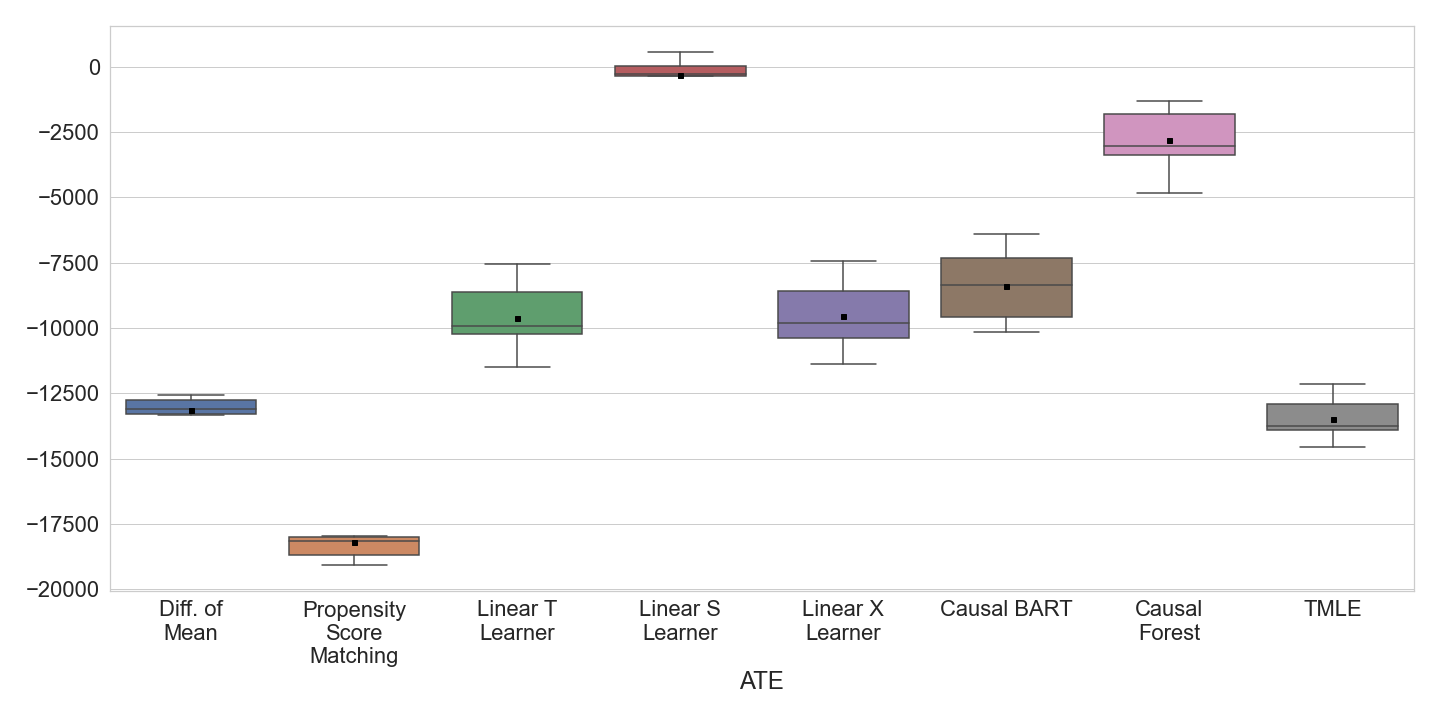 0
−2500
−5000
−7500
−10000
−12500
−15000
−17500
−20000
Diff. of
Mean
Propensity
Score
Matching
Linear T
Learner
Linear S
Learner
Linear X
Learner
Causal BART
Causal
Forest
TMLE
ATE